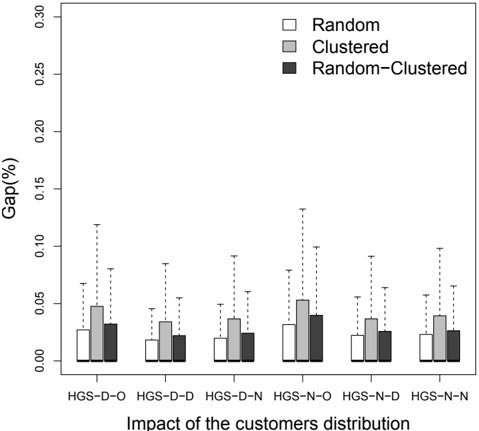 0.30
Random
Clustered
Random−Clustered
0.25
0.20
0.15
0.10
0.05
0.00
Gap(%)
HGS−D−O HGS−D−D HGS−D−N HGS−N−O HGS−N−D HGS−N−N
Impact of the customers distribution